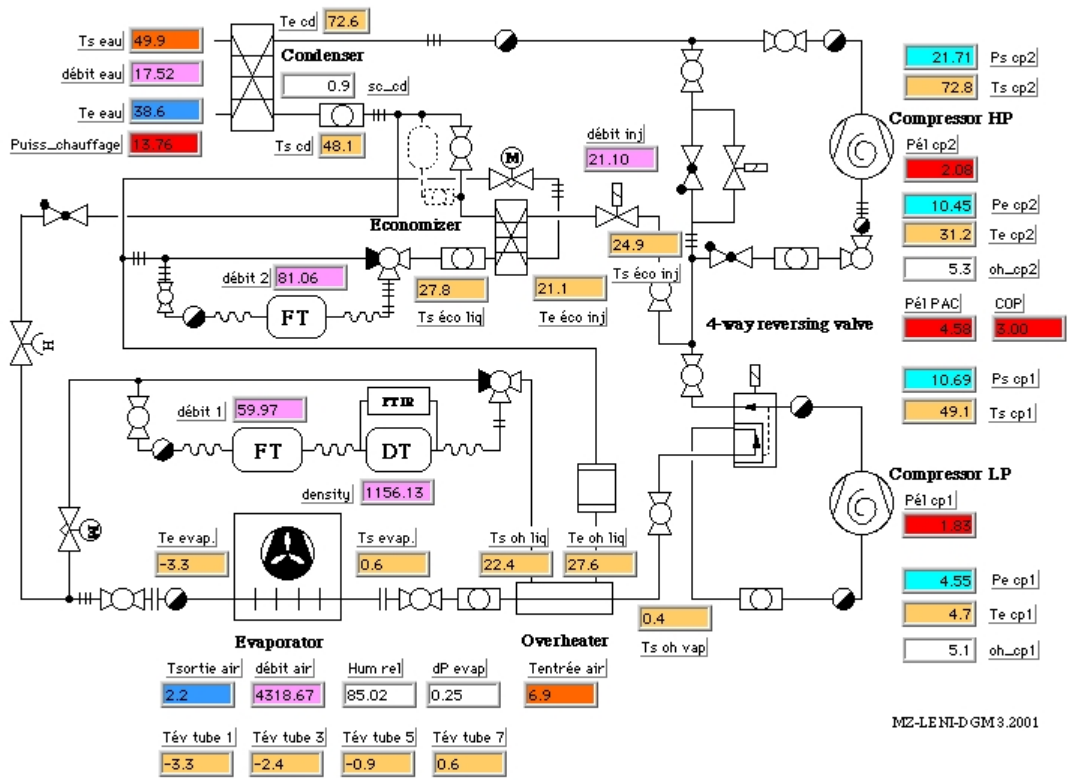 Te cd 72.6
Ts eau 49.9
Condenser
débit eau 17.52
0.9 sc_cd
Te eau 38.6
Puiss_chauffage 13.76
Ts cd 48.1
21.71 Ps cp2
72.8 Ts cp2
Compressor HP
Pél cp2
2.08
débit inj
21.10
M
10.45 Pe cp2
31.2 Te cp2
5.3 oh_cp2
Economizer
24.9
Ts éco inj
débit 2 81.06
27.8
Ts éco liq
21.1
Te éco inj
FT
4-way reversing valve
Pél PAC COP
4.58 3.00
H
10.69 Ps cp1
49.1 Ts cp1
débit 1 59.97
FT IR
FT
DT
density 1156.13
Compressor LP
Pél cp1
1.83
M
Te evap.
-3.3
Ts evap.
0.6
Ts oh liq
22.4
Te oh liq
27.6
4.55 Pe cp1
4.7 Te cp1
5.1 oh_cp1
0.4
Ts oh vap
Evaporator
Overheater
Tsortie air débit air Hum rel dP evap Tentrée air
2.2 4318.67 85.02 0.25 6.9
MZ-LENI-DGM 3.2001
Tév tube 1 Tév tube 3 Tév tube 5 Tév tube 7
-3.3 -2.4 -0.9 0.6